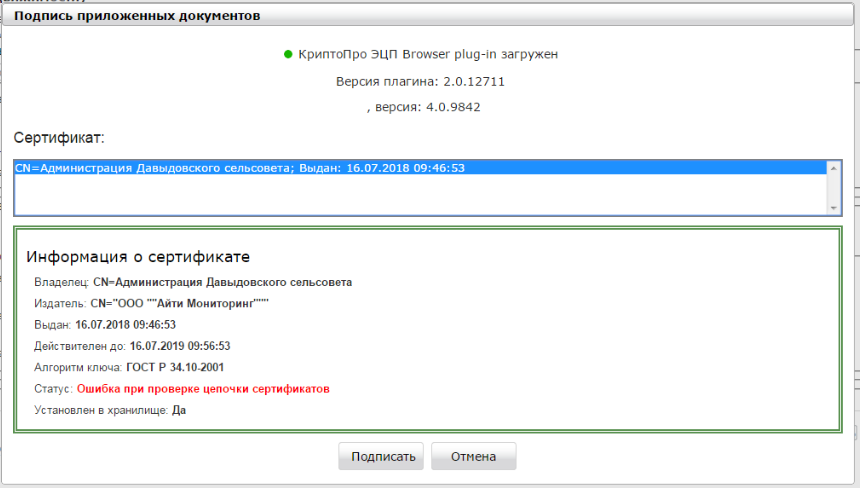 Подпись приложенных документов
КриптоПро ЭЦП Browser plug-in загружен
Версия плагина: 2.0.12711
, версия: 4.0.9842
Сертификат:
CN=Администрация Давыдовского сельсовета; Выдан: 16.07.2018 09:46:53
Информация о сертификате
Владелец: CN=Администрация Давыдовского сельсовета
Издатель: CN="ООО ""Айти Мониторинг"""
Выдан: 16.07.2018 09:46:53
Действителен до: 16.07.2019 09:56:53
Алгоритм ключа: ГОСТ Р 34.10-2001
Статус: Ошибка при проверке цепочки сертификатов
Установлен в хранилище: Да
Подписать Отмена